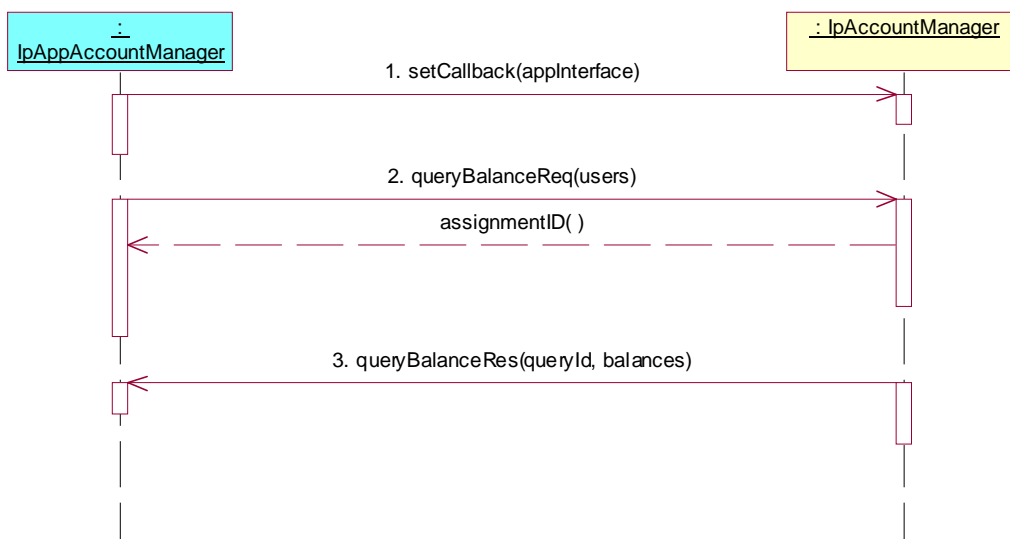 :
IpAppAccountManager
: IpAccountManager
1. setCallback(appInterface)
2. queryBalanceReq(users)
assignmentID( )
3. queryBalanceRes(queryId, balances)